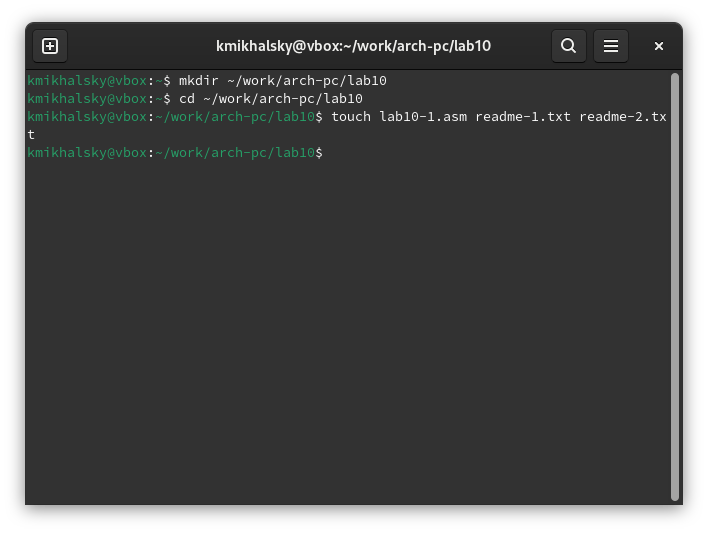 kmikhalsky@vbox:~/work/arch-pc/lab10
kmikhalsky@vbox:~$ mkdir ~/work/arch-pc/lab10
kmikhalsky@vbox:~$ cd ~/work/arch-pc/lab10
kmikhalsky@vbox:~/work/arch-pc/lab10$ touch lab10-1.asm readme-1.txt readme-2.tx
t
kmikhalsky@vbox:~/work/arch-pc/lab10$